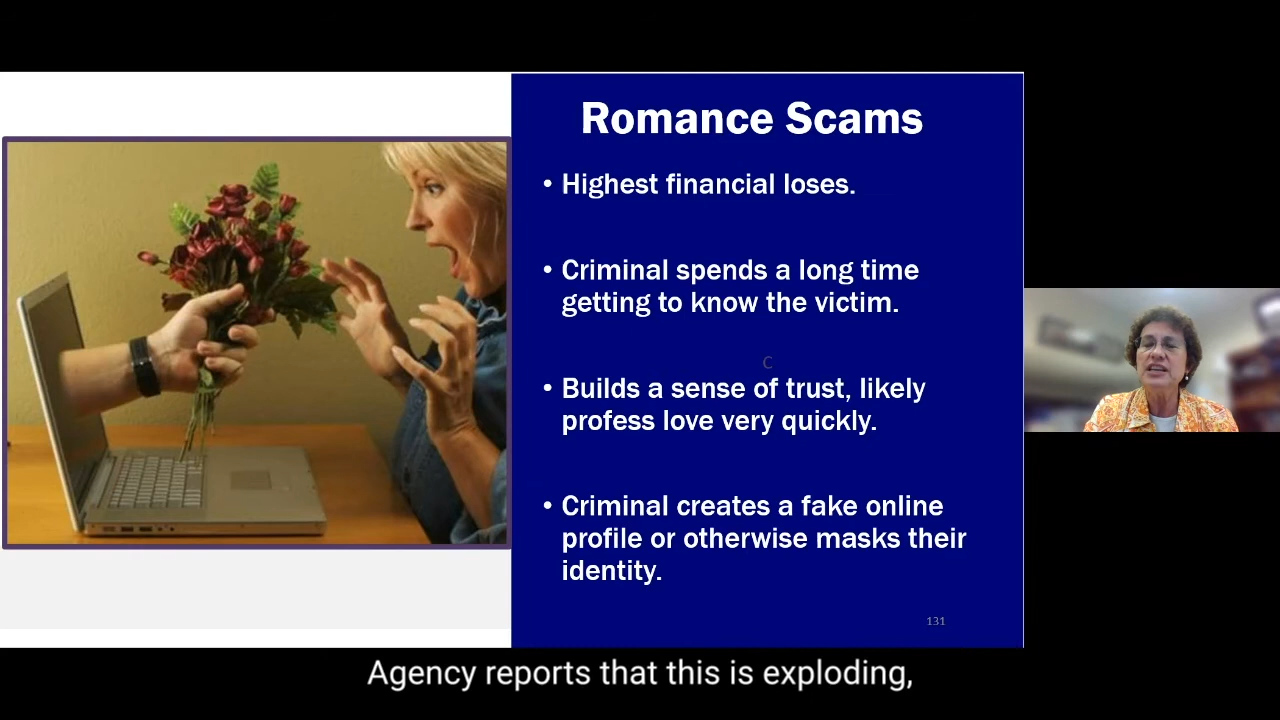 Romance Scams
• Highest financial loses.
• Criminal spends a long time
getting to know the victim.
C
• Builds a sense of trust, likely
profess love very quickly.
• Criminal creates a fake online
profile or otherwise masks their
identity.
131
Agency reports that this is exploding,